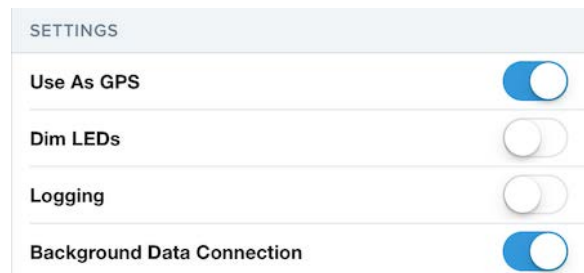 SETTINGS
Use As GPS
Dim LEDs
Logging
Background Data Connection